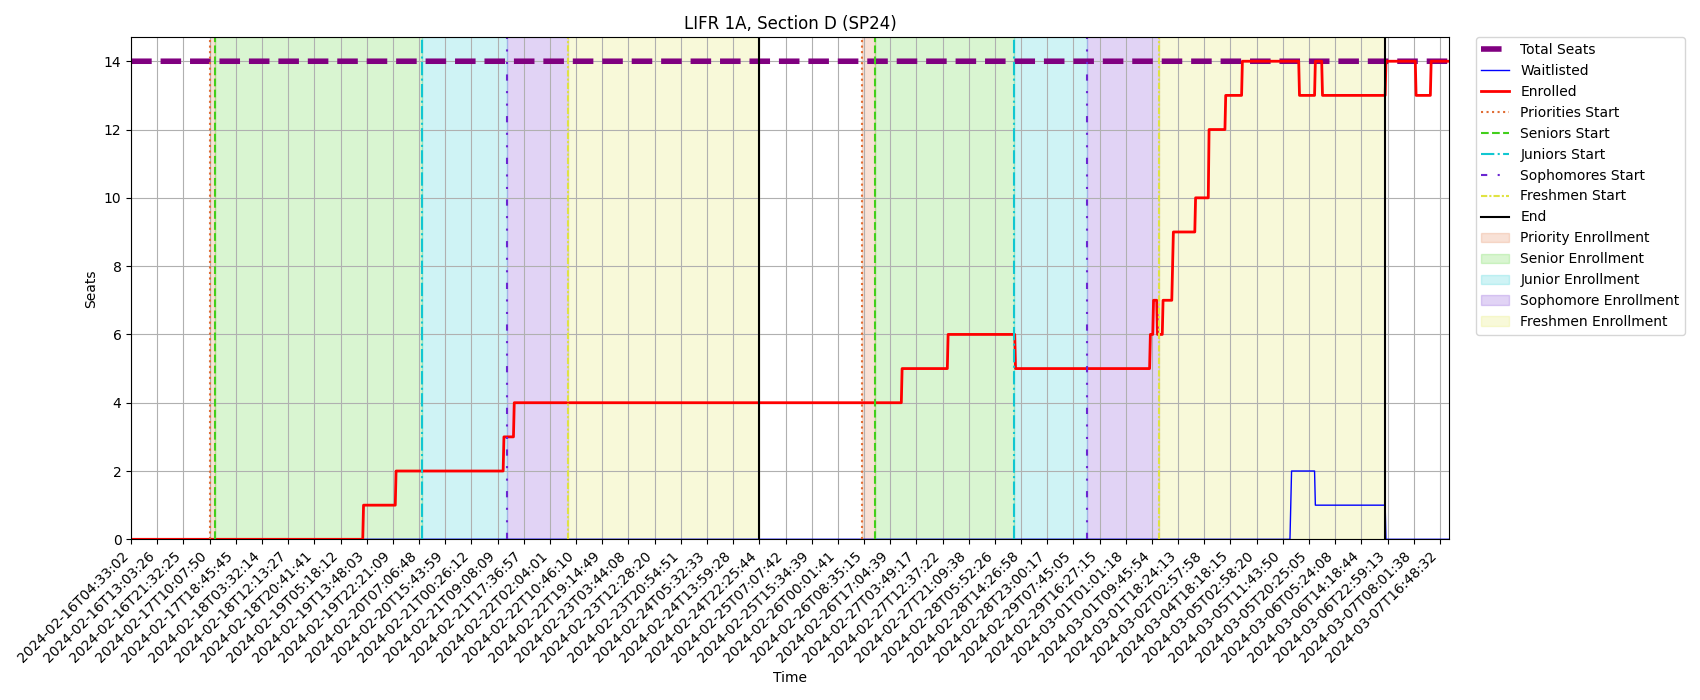 LIFR 1A, Section D (SP24)
Seats
14
12
10
8
6
4
2
0
2024-02-16T04:33:02
2024-02-16T13:03:26
2024-02-16T21:32:25
2024-02-17T10:07:50
2024-02-17T18:45:45
2024-02-18T03:32:14
2024-02-18T12:13:27
2024-02-18T20:41:41
2024-02-19T05:18:12
2024-02-19T13:48:03
2024-02-19T22:21:09
2024-02-20T07:06:48
2024-02-20T15:43:59
2024-02-21T00:26:12
2024-02-21T09:08:09
2024-02-21T17:36:57
2024-02-22T02:04:01
2024-02-22T10:46:10
2024-02-22T19:14:49
2024-02-23T03:44:08
2024-02-23T12:28:20
2024-02-23T20:54:51
2024-02-24T05:32:33
2024-02-24T13:59:28
2024-02-24T22:25:44
2024-02-25T07:07:42
2024-02-25T15:34:39
2024-02-26T00:01:41
2024-02-26T08:35:15
2024-02-26T17:04:39
2024-02-27T03:49:17
2024-02-27T12:37:22
2024-02-27T21:09:38
2024-02-28T05:52:26
2024-02-28T14:26:58
2024-02-28T23:00:17
2024-02-29T07:45:05
2024-02-29T16:27:15
2024-03-01T01:01:18
2024-03-01T09:45:54
2024-03-01T18:24:13
2024-03-02T02:57:58
2024-03-04T18:18:15
2024-03-05T02:58:20
2024-03-05T11:43:50
2024-03-05T20:25:05
2024-03-06T05:24:08
2024-03-06T14:18:44
2024-03-06T22:59:13
2024-03-07T08:01:38
2024-03-07T16:48:32
Time
Total Seats
Waitlisted
Enrolled
Priorities Start
Seniors Start
Juniors Start
Sophomores Start
Freshmen Start
End
Priority Enrollment
Senior Enrollment
Junior Enrollment
Sophomore Enrollment
Freshmen Enrollment